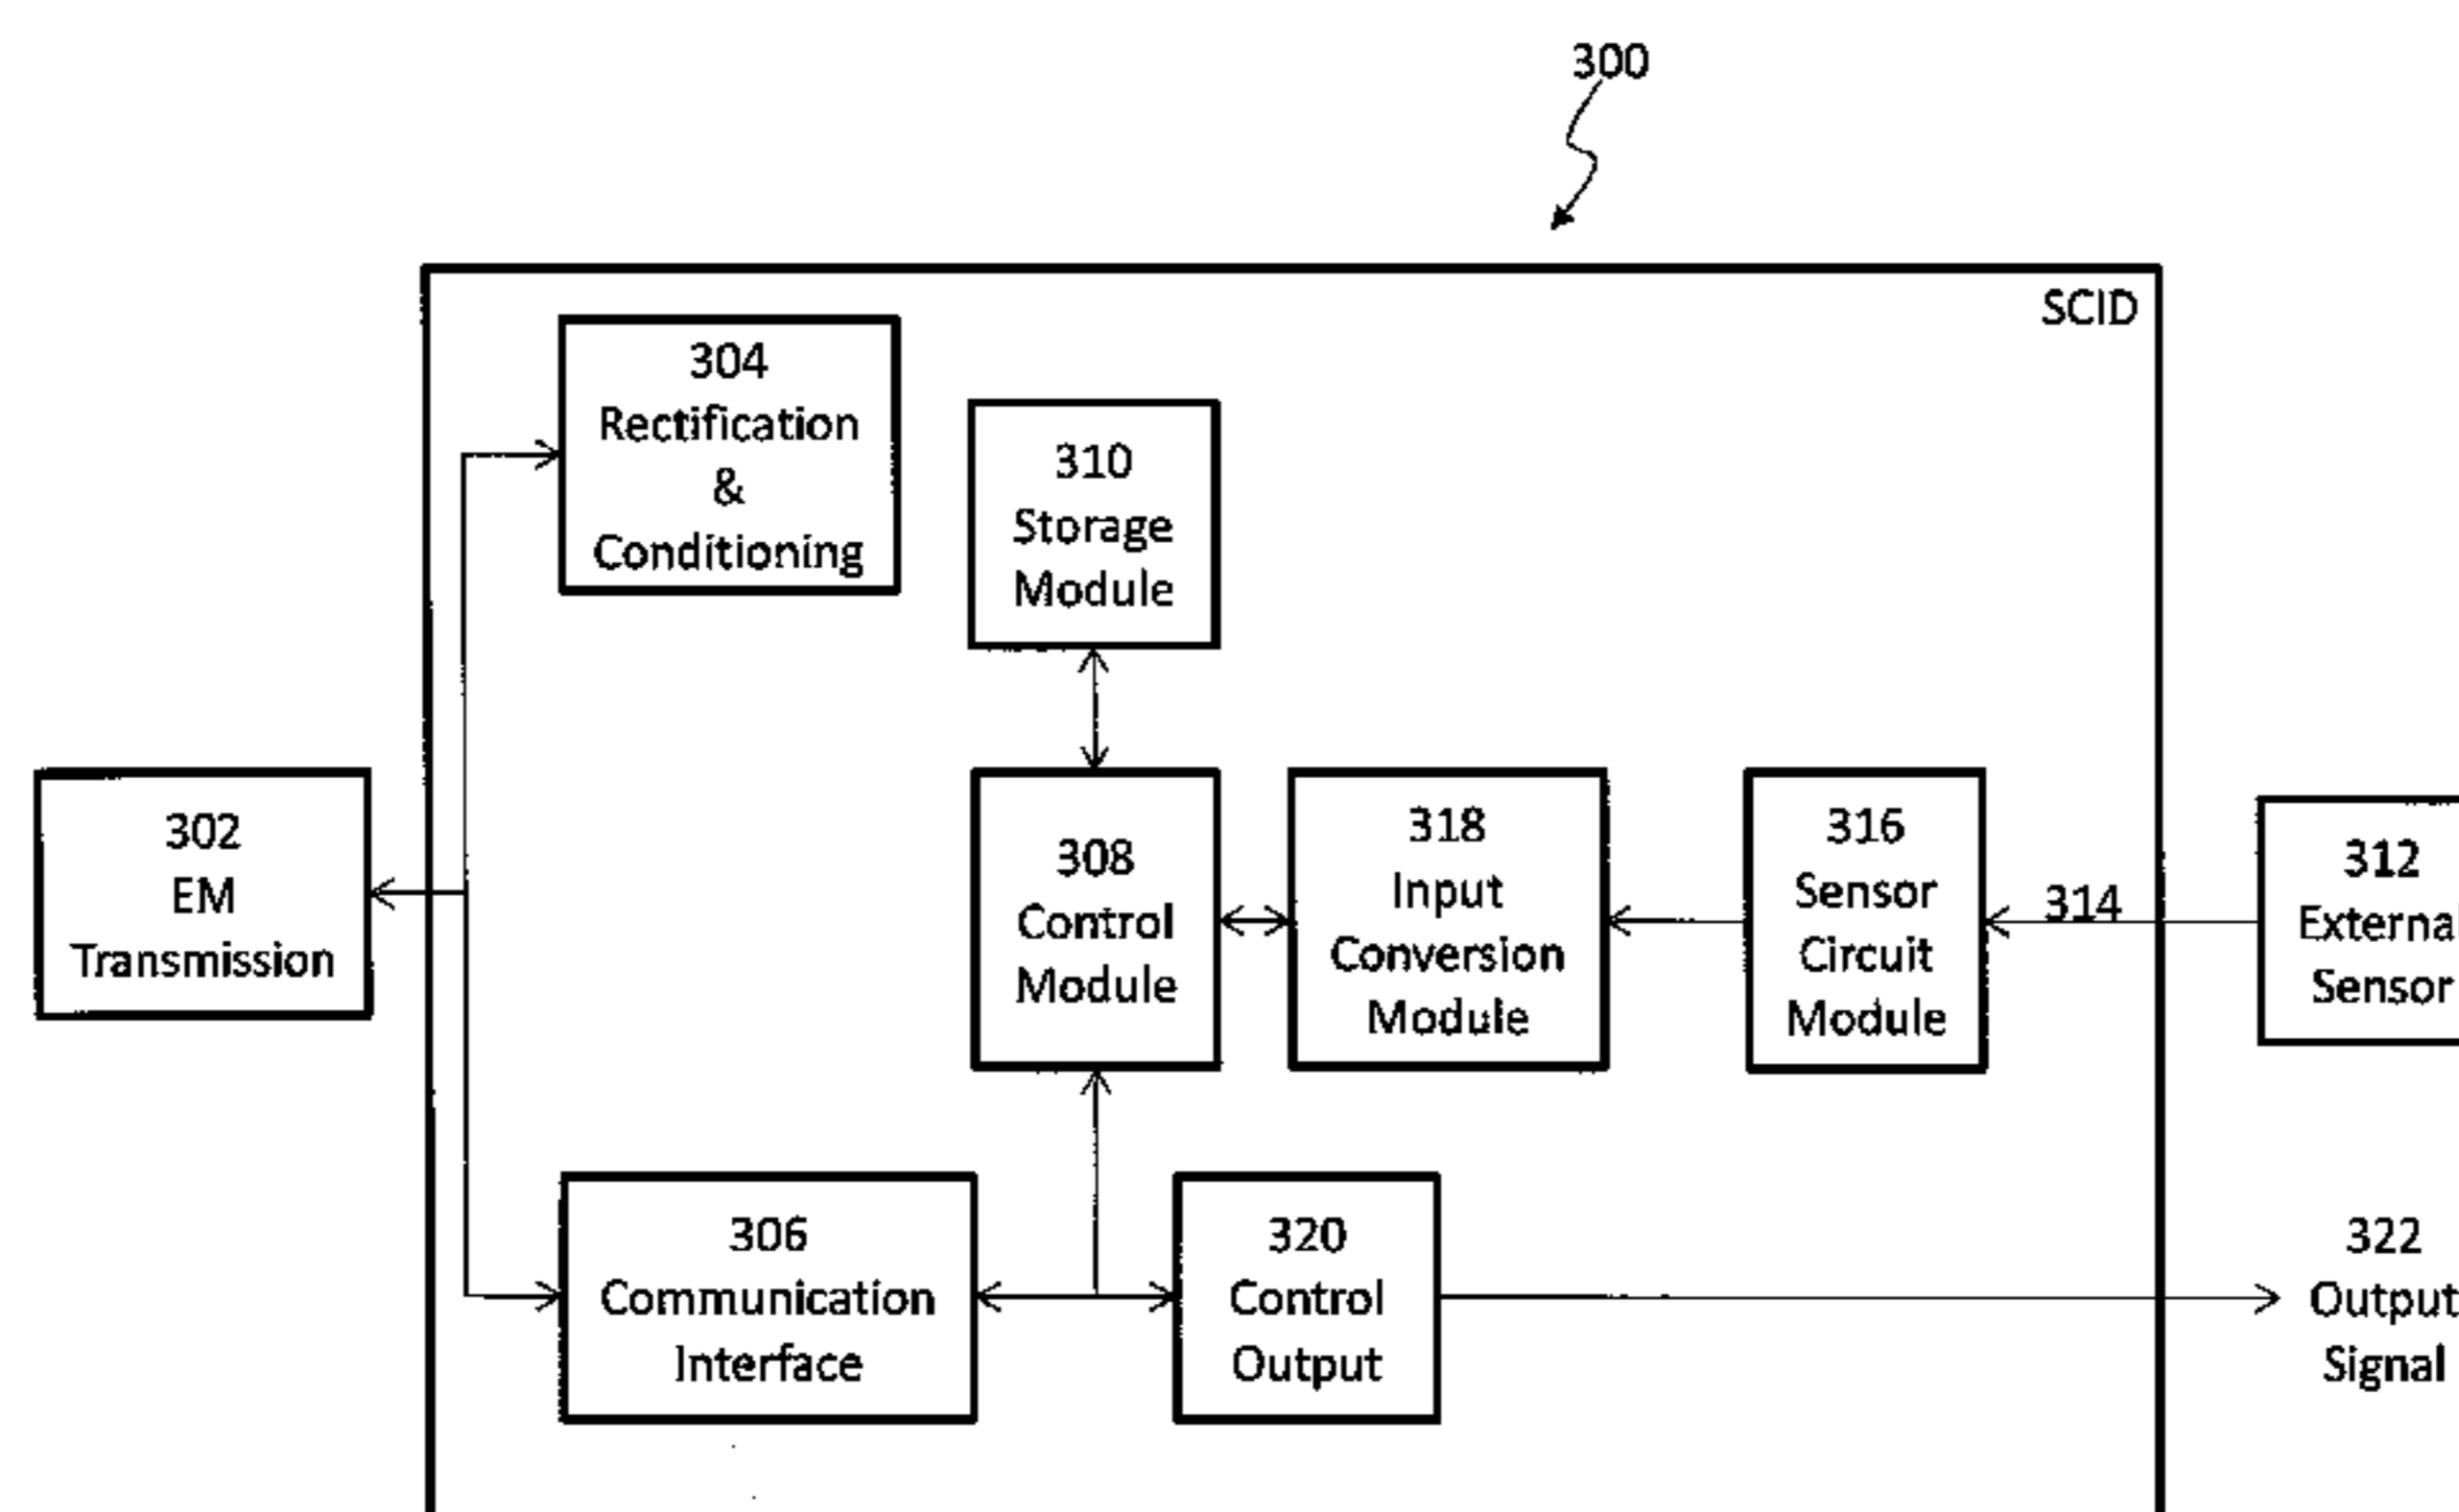 300
SCID
304
Rectification
&
Conditioning
310
Storage
Module
302
EM
Transmission
308
Control
Module
318
Input
Conversion
Module
316
Sensor
Circuit
Module
314
312
External
Sensor
306
Communication
Interface
320
Control
Output
322
Output
Signal